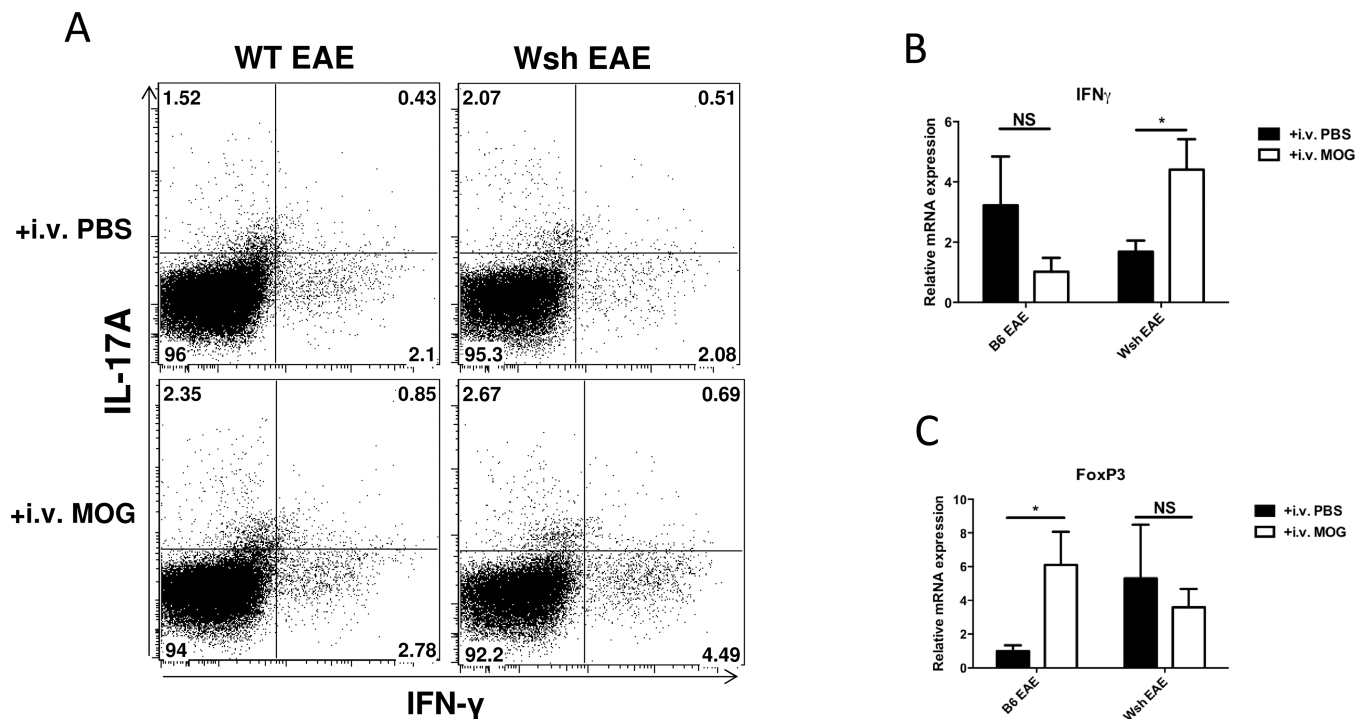 A
WT EAE
Wsh EAE
1.52
0.43
2.07
0.51
+i.v. PBS
96
2.1
95.3
2.08
IL-17A
2.35
0.85
2.67
0.69
+i.v. MOG
94
2.78
92.2
4.49
IFN-γ
B
IFNγ
Relative mRNA expression
6
4
2
0
NS
*
B6 EAE
Wsh EAE
+i.v. PBS
+i.v. MOG
C
FoxP3
Relative mRNA expression
10
8
6
4
2
0
*
NS
B6 EAE
Wsh EAE
+i.v. PBS
+i.v. MOG